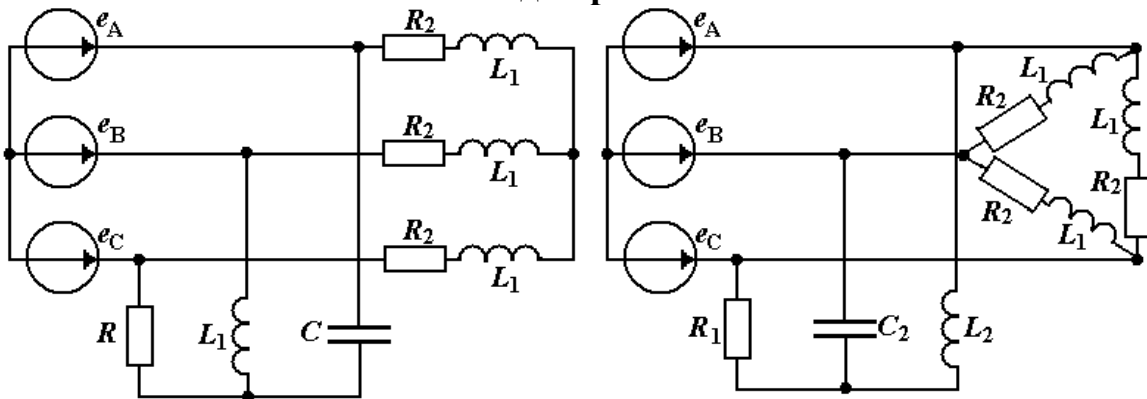 e_A R_2 L_1
e_B R_2 L_1
e_C R_2 L_1
R L_1 C
e_A L_1 R_2 L_1
e_B R_2
e_C R_2 L_1
R_1 C_2 L_2